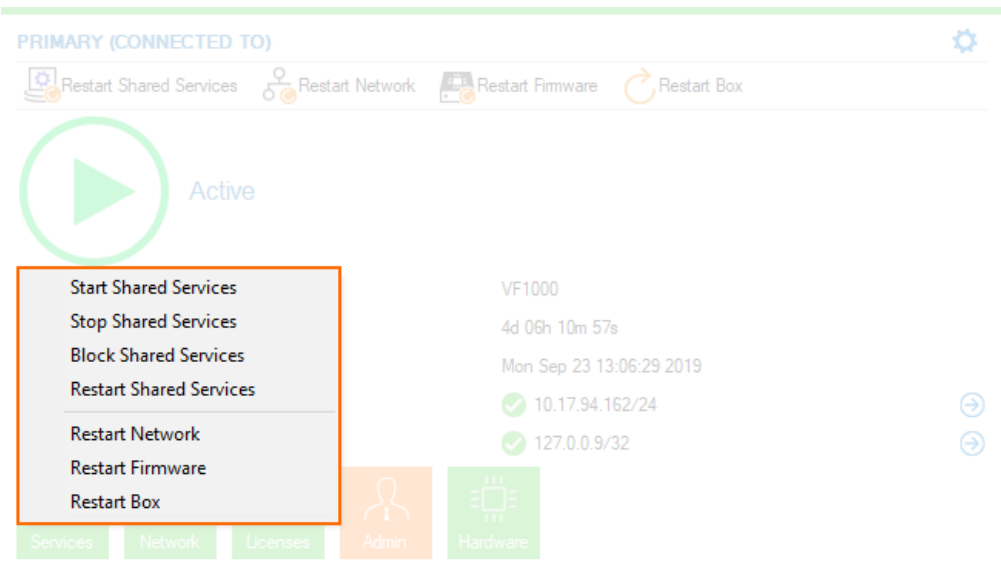 PRIMARY (CONNECTED TO)
Restart Shared Services Restart Network Restart Firmware Restart Box
Active
Start Shared Services
Stop Shared Services
Block Shared Services
Restart Shared Services
Restart Network
Restart Firmware
Restart Box
VF1000
4d 06h 10m 57s
Mon Sep 23 13:06:29 2019
10.17.94.162/24
127.0.0.9/32
Services Network Licenses Admin Hardware